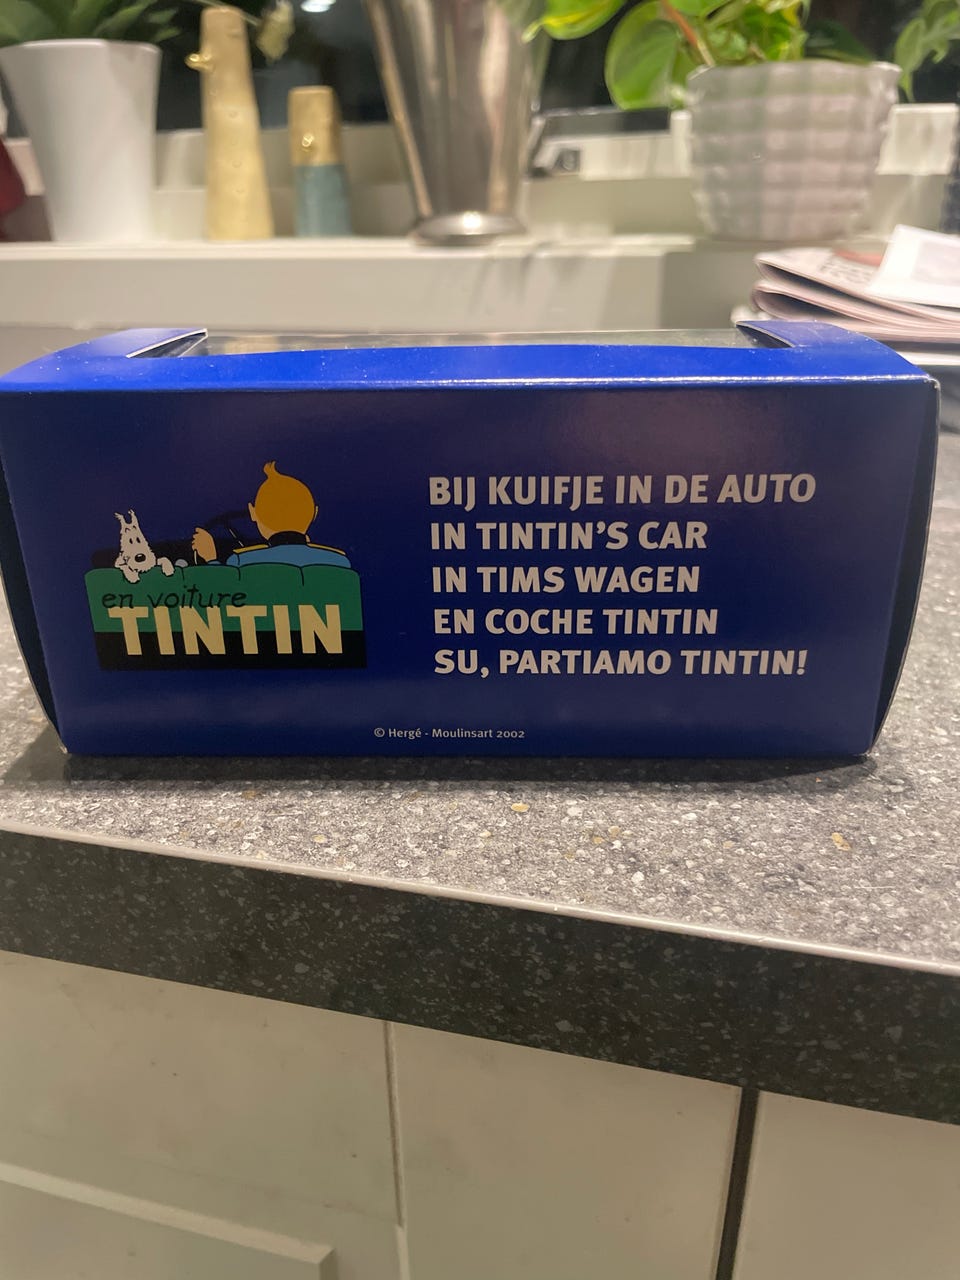 en voiture
TINTIN
BIJ KUIFJE IN DE AUTO
IN TINTIN'S CAR
IN TIMS WAGEN
EN COCHE TINTIN
SU, PARTIAMO TINTIN!
© Hergé - Moulinsart 2002